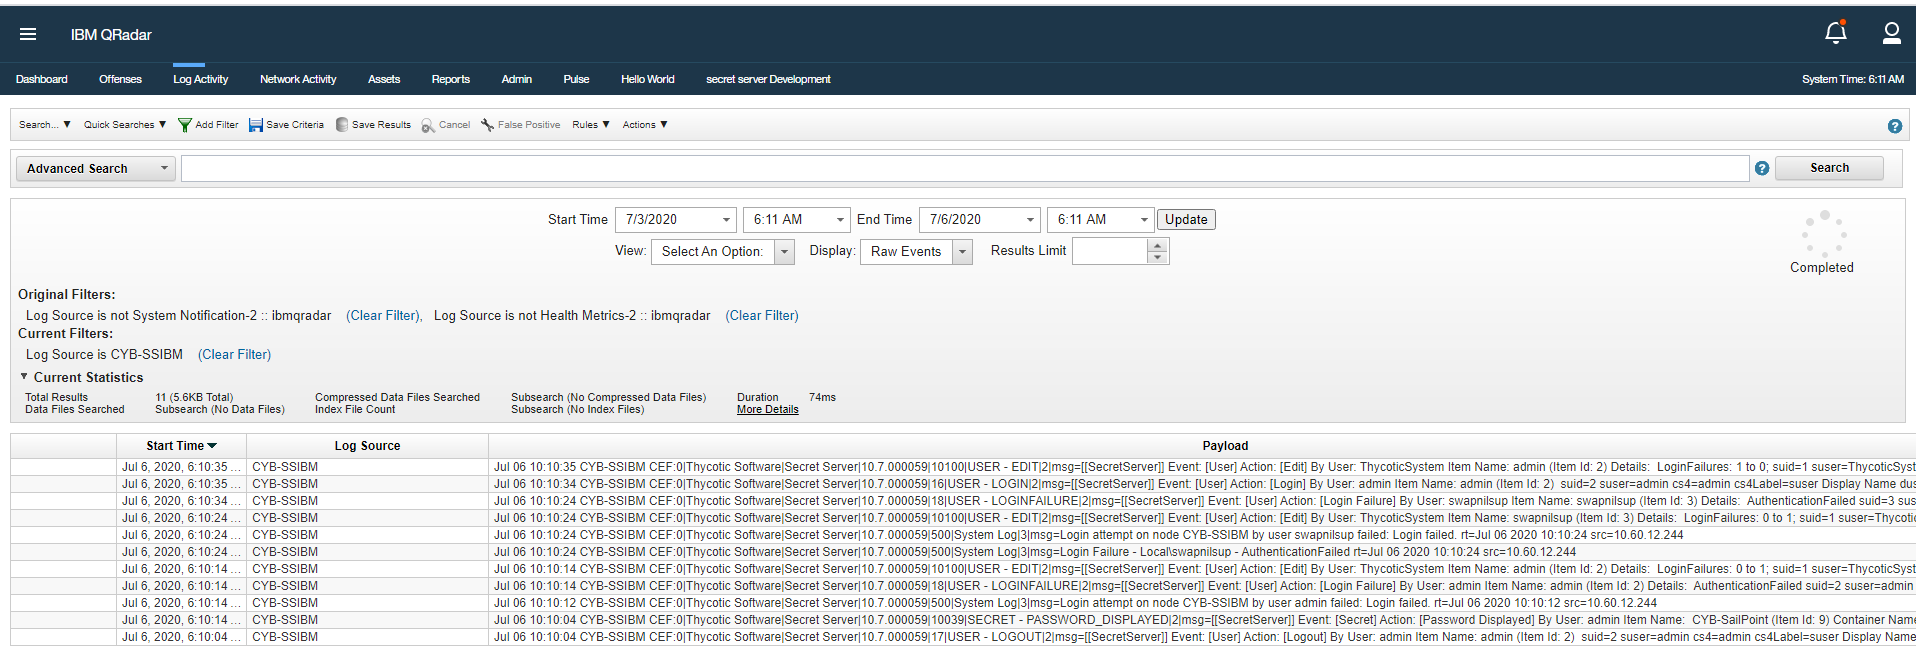 IBM QRadar
Dashboard Offenses Log Activity Network Activity Assets Reports Admin Pulse Hello World secret server Development System Time: 6:11 AM
Search... ▼ Quick Searches ▼ Add Filter Save Criteria Save Results Cancel False Positive Rules ▼ Actions ▼ ?
Advanced Search ? Search
Start Time 7/3/2020 6:11 AM End Time 7/6/2020 6:11 AM Update
View: Select An Option: Display: Raw Events Results Limit
Completed
Original Filters:
Log Source is not System Notification-2 :: ibmqradar (Clear Filter), Log Source is not Health Metrics-2 :: ibmqradar (Clear Filter)
Current Filters:
Log Source is CYB-SSIBM (Clear Filter)
▼ Current Statistics
Total Results 11 (5.6KB Total) Compressed Data Files Searched Subsearch (No Compressed Data Files) Duration 74ms
Data Files Searched Subsearch (No Data Files) Index File Count Subsearch (No Index Files) More Details
Start Time ▼ Log Source Payload
Jul 6, 2020, 6:10:35 ... CYB-SSIBM Jul 06 10:10:35 CYB-SSIBM CEF:0|Thycotic Software|Secret Server|10.7.000059|10100|USER - EDIT|2|msg=[[SecretServer]] Event: [User] Action: [Edit] By User: ThycoticSystem Item Name: admin (Item Id: 2) Details: LoginFailures: 1 to 0; suid=1 suser=ThycoticSyst
Jul 6, 2020, 6:10:35 ... CYB-SSIBM Jul 06 10:10:34 CYB-SSIBM CEF:0|Thycotic Software|Secret Server|10.7.000059|16|USER - LOGIN|2|msg=[[SecretServer]] Event: [User] Action: [Login] By User: admin Item Name: admin (Item Id: 2) suid=2 suser=admin cs4=admin cs4Label=suser Display Name dus
Jul 6, 2020, 6:10:34 ... CYB-SSIBM Jul 06 10:10:24 CYB-SSIBM CEF:0|Thycotic Software|Secret Server|10.7.000059|18|USER - LOGINFAILURE|2|msg=[[SecretServer]] Event: [User] Action: [Login Failure] By User: swapnilsup Item Name: swapnilsup (Item Id: 3) Details: AuthenticationFailed suid=3 sus
Jul 6, 2020, 6:10:24 ... CYB-SSIBM Jul 06 10:10:24 CYB-SSIBM CEF:0|Thycotic Software|Secret Server|10.7.000059|10100|USER - EDIT|2|msg=[[SecretServer]] Event: [User] Action: [Edit] By User: ThycoticSystem Item Name: swapnilsup (Item Id: 3) Details: LoginFailures: 0 to 1; suid=1 suser=Thycotic
Jul 6, 2020, 6:10:24 ... CYB-SSIBM Jul 06 10:10:24 CYB-SSIBM CEF:0|Thycotic Software|Secret Server|10.7.000059|500|System Log|3|msg=Login attempt on node CYB-SSIBM by user swapnilsup failed: Login failed. rt=Jul 06 2020 10:10:24 src=10.60.12.244
Jul 6, 2020, 6:10:24 ... CYB-SSIBM Jul 06 10:10:24 CYB-SSIBM CEF:0|Thycotic Software|Secret Server|10.7.000059|500|System Log|3|msg=Login Failure - Local\swapnilsup - AuthenticationFailed rt=Jul 06 2020 10:10:24 src=10.60.12.244
Jul 6, 2020, 6:10:14 ... CYB-SSIBM Jul 06 10:10:14 CYB-SSIBM CEF:0|Thycotic Software|Secret Server|10.7.000059|10100|USER - EDIT|2|msg=[[SecretServer]] Event: [User] Action: [Edit] By User: ThycoticSystem Item Name: admin (Item Id: 2) Details: LoginFailures: 0 to 1; suid=1 suser=ThycoticSyst
Jul 6, 2020, 6:10:14 ... CYB-SSIBM Jul 06 10:10:14 CYB-SSIBM CEF:0|Thycotic Software|Secret Server|10.7.000059|18|USER - LOGINFAILURE|2|msg=[[SecretServer]] Event: [User] Action: [Login Failure] By User: admin Item Name: admin (Item Id: 2) Details: AuthenticationFailed suid=2 suser=admin
Jul 6, 2020, 6:10:14 ... CYB-SSIBM Jul 06 10:10:12 CYB-SSIBM CEF:0|Thycotic Software|Secret Server|10.7.000059|500|System Log|3|msg=Login attempt on node CYB-SSIBM by user admin failed: Login failed. rt=Jul 06 2020 10:10:12 src=10.60.12.244
Jul 6, 2020, 6:10:14 ... CYB-SSIBM Jul 06 10:10:04 CYB-SSIBM CEF:0|Thycotic Software|Secret Server|10.7.000059|10039|SECRET - PASSWORD_DISPLAYED|2|msg=[[SecretServer]] Event: [Secret] Action: [Password Displayed] By User: admin Item Name: CYB-SailPoint (Item Id: 9) Container Name
Jul 6, 2020, 6:10:04 ... CYB-SSIBM Jul 06 10:10:04 CYB-SSIBM CEF:0|Thycotic Software|Secret Server|10.7.000059|17|USER - LOGOUT|2|msg=[[SecretServer]] Event: [User] Action: [Logout] By User: admin Item Name: admin (Item Id: 2) suid=2 suser=admin cs4=admin cs4Label=suser Display Name